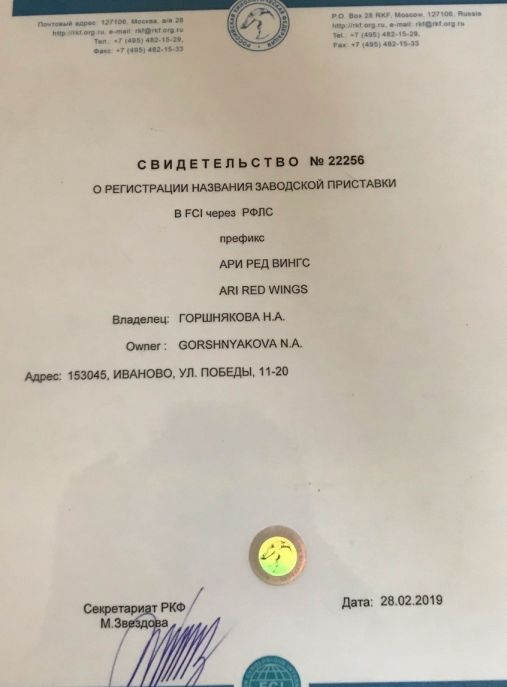 Почтовый адрес: 127106, Москва, а/я 28
http://rkf.org.ru, e-mail: rkf@rkf.org.ru
Тел.: +7 (495) 482-15-29,
Факс: +7 (495) 482-15-33
P.O. Box 28 RKF, Moscow, 127106, Russia
http://rkf.org.ru, e-mail: rkf@rkf.org.ru
Tel.: +7 (495) 482-15-29,
Fax: +7 (495) 482-15-33
СВИДЕТЕЛЬСТВО № 22256
О РЕГИСТРАЦИИ НАЗВАНИЯ ЗАВОДСКОЙ ПРИСТАВКИ
В FCI через РФЛС
префикс
АРИ РЕД ВИНГС
ARI RED WINGS
Владелец: ГОРШНЯКОВА Н.А.
Owner : GORSHNYAKOVA N.A.
Адрес: 153045, ИВАНОВО, УЛ. ПОБЕДЫ, 11-20
Секретариат РКФ
М.Звездова
Дата: 28.02.2019
FCI